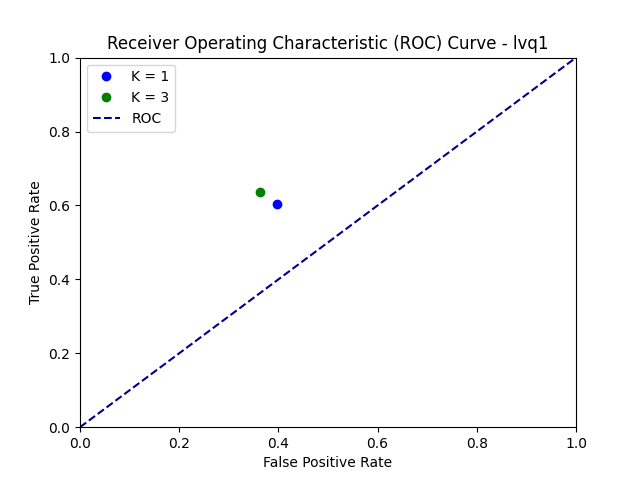 Receiver Operating Characteristic (ROC) Curve - lvq1
1.0
K = 1
K = 3
ROC
0.8
0.6
0.4
0.2
0.0
True Positive Rate
0.0 0.2 0.4 0.6 0.8 1.0
False Positive Rate